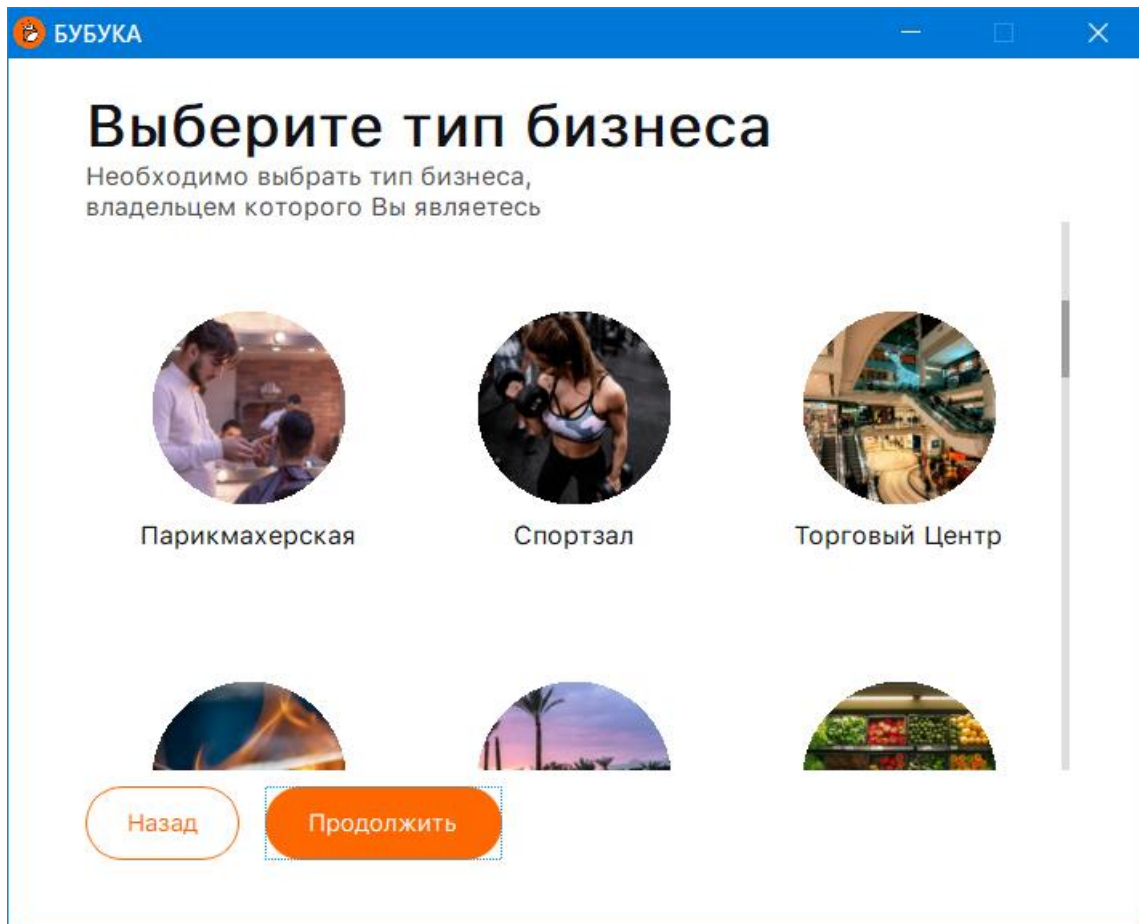 БУБУКА
Выберите тип бизнеса
Необходимо выбрать тип бизнеса,
владельцем которого Вы являетесь
Парикмахерская
Спортзал
Торговый Центр
Назад
Продолжить